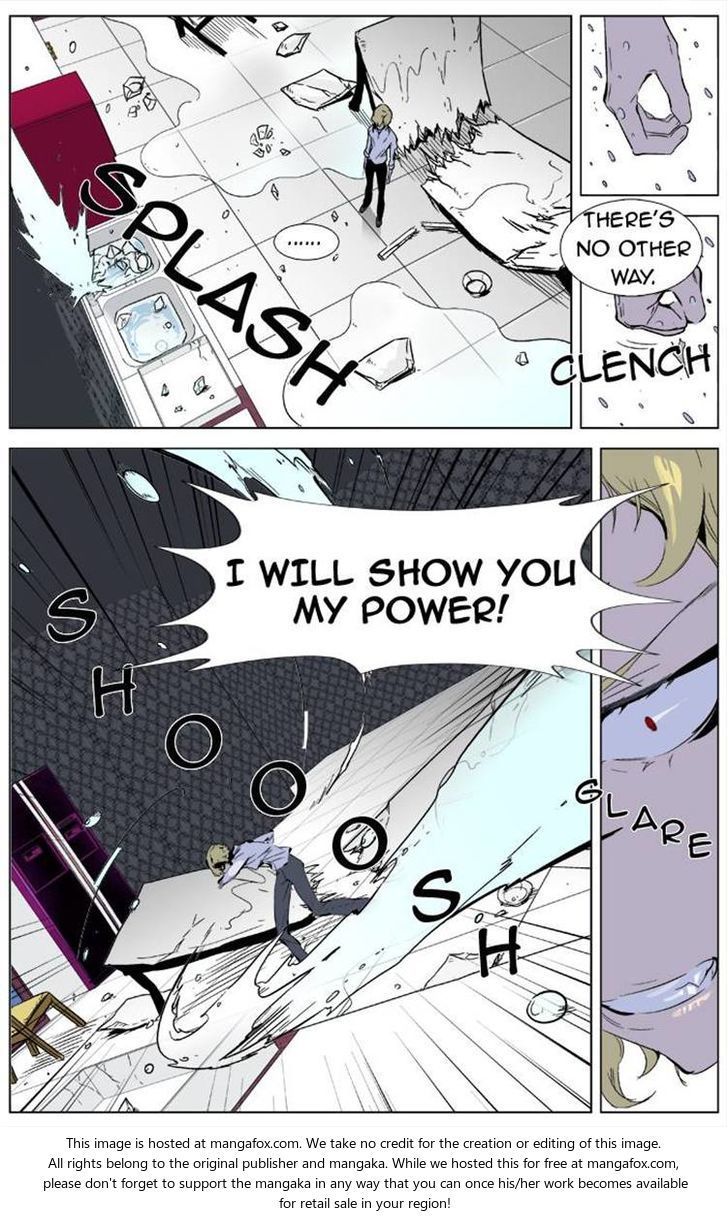 SPLASH
......
THERE'S
NO OTHER
WAY.
CLENCH
I WILL SHOW YOU
MY POWER!
SHOOOSH
GLARE
This image is hosted at mangafox.com. We take no credit for the creation or editing of this image.
All rights belong to the original publisher and mangaka. While we hosted this for free at mangafox.com,
please don't forget to support the mangaka in any way that you can once his/her work becomes available
for retail sale in your region!